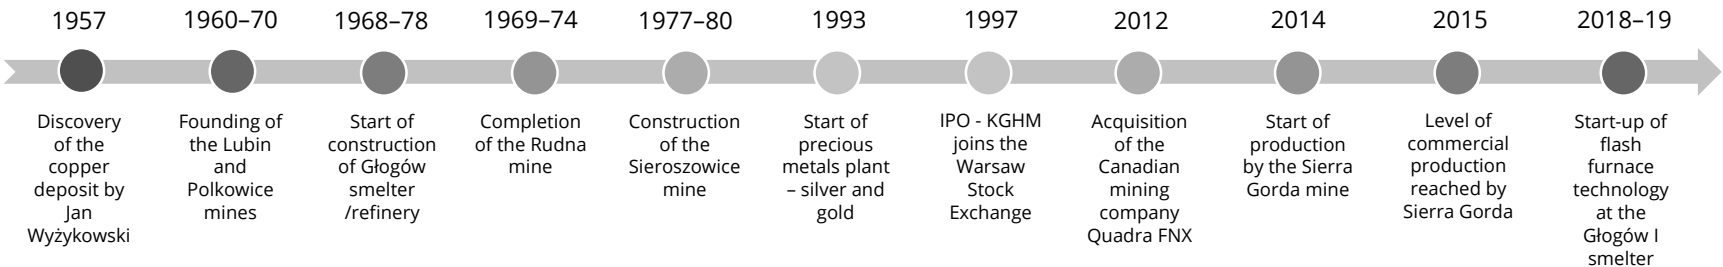 1957
Discovery
of the
copper
deposit by
Jan
Wyżykowski
1960–70
Founding of
the Lubin
and
Polkowice
mines
1968–78
Start of
construction
of Głogów
smelter
/refinery
1969–74
Completion
of the Rudna
mine
1977–80
Construction
of the
Sieroszowice
mine
1993
Start of
precious
metals plant
– silver and
gold
1997
IPO - KGHM
joins the
Warsaw
Stock
Exchange
2012
Acquisition
of the
Canadian
mining
company
Quadra FNX
2014
Start of
production
by the Sierra
Gorda mine
2015
Level of
commercial
production
reached by
Sierra Gorda
2018–19
Start-up of
flash
furnace
technology
at the
Głogów I
smelter